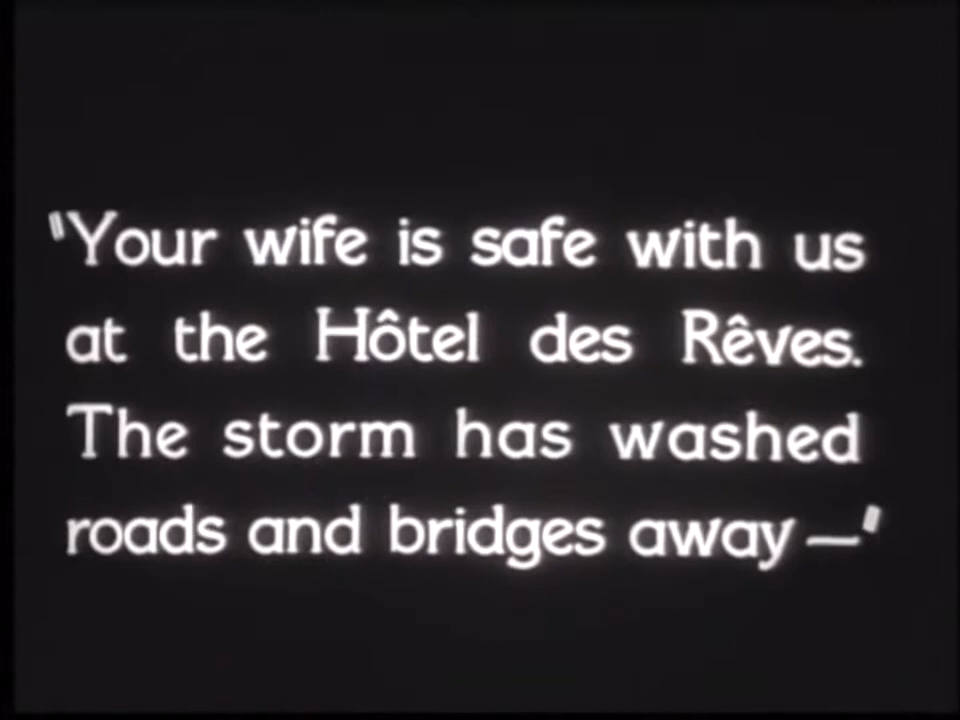 "Your wife is safe with us
at the Hôtel des Rêves.
The storm has washed
roads and bridges away —"